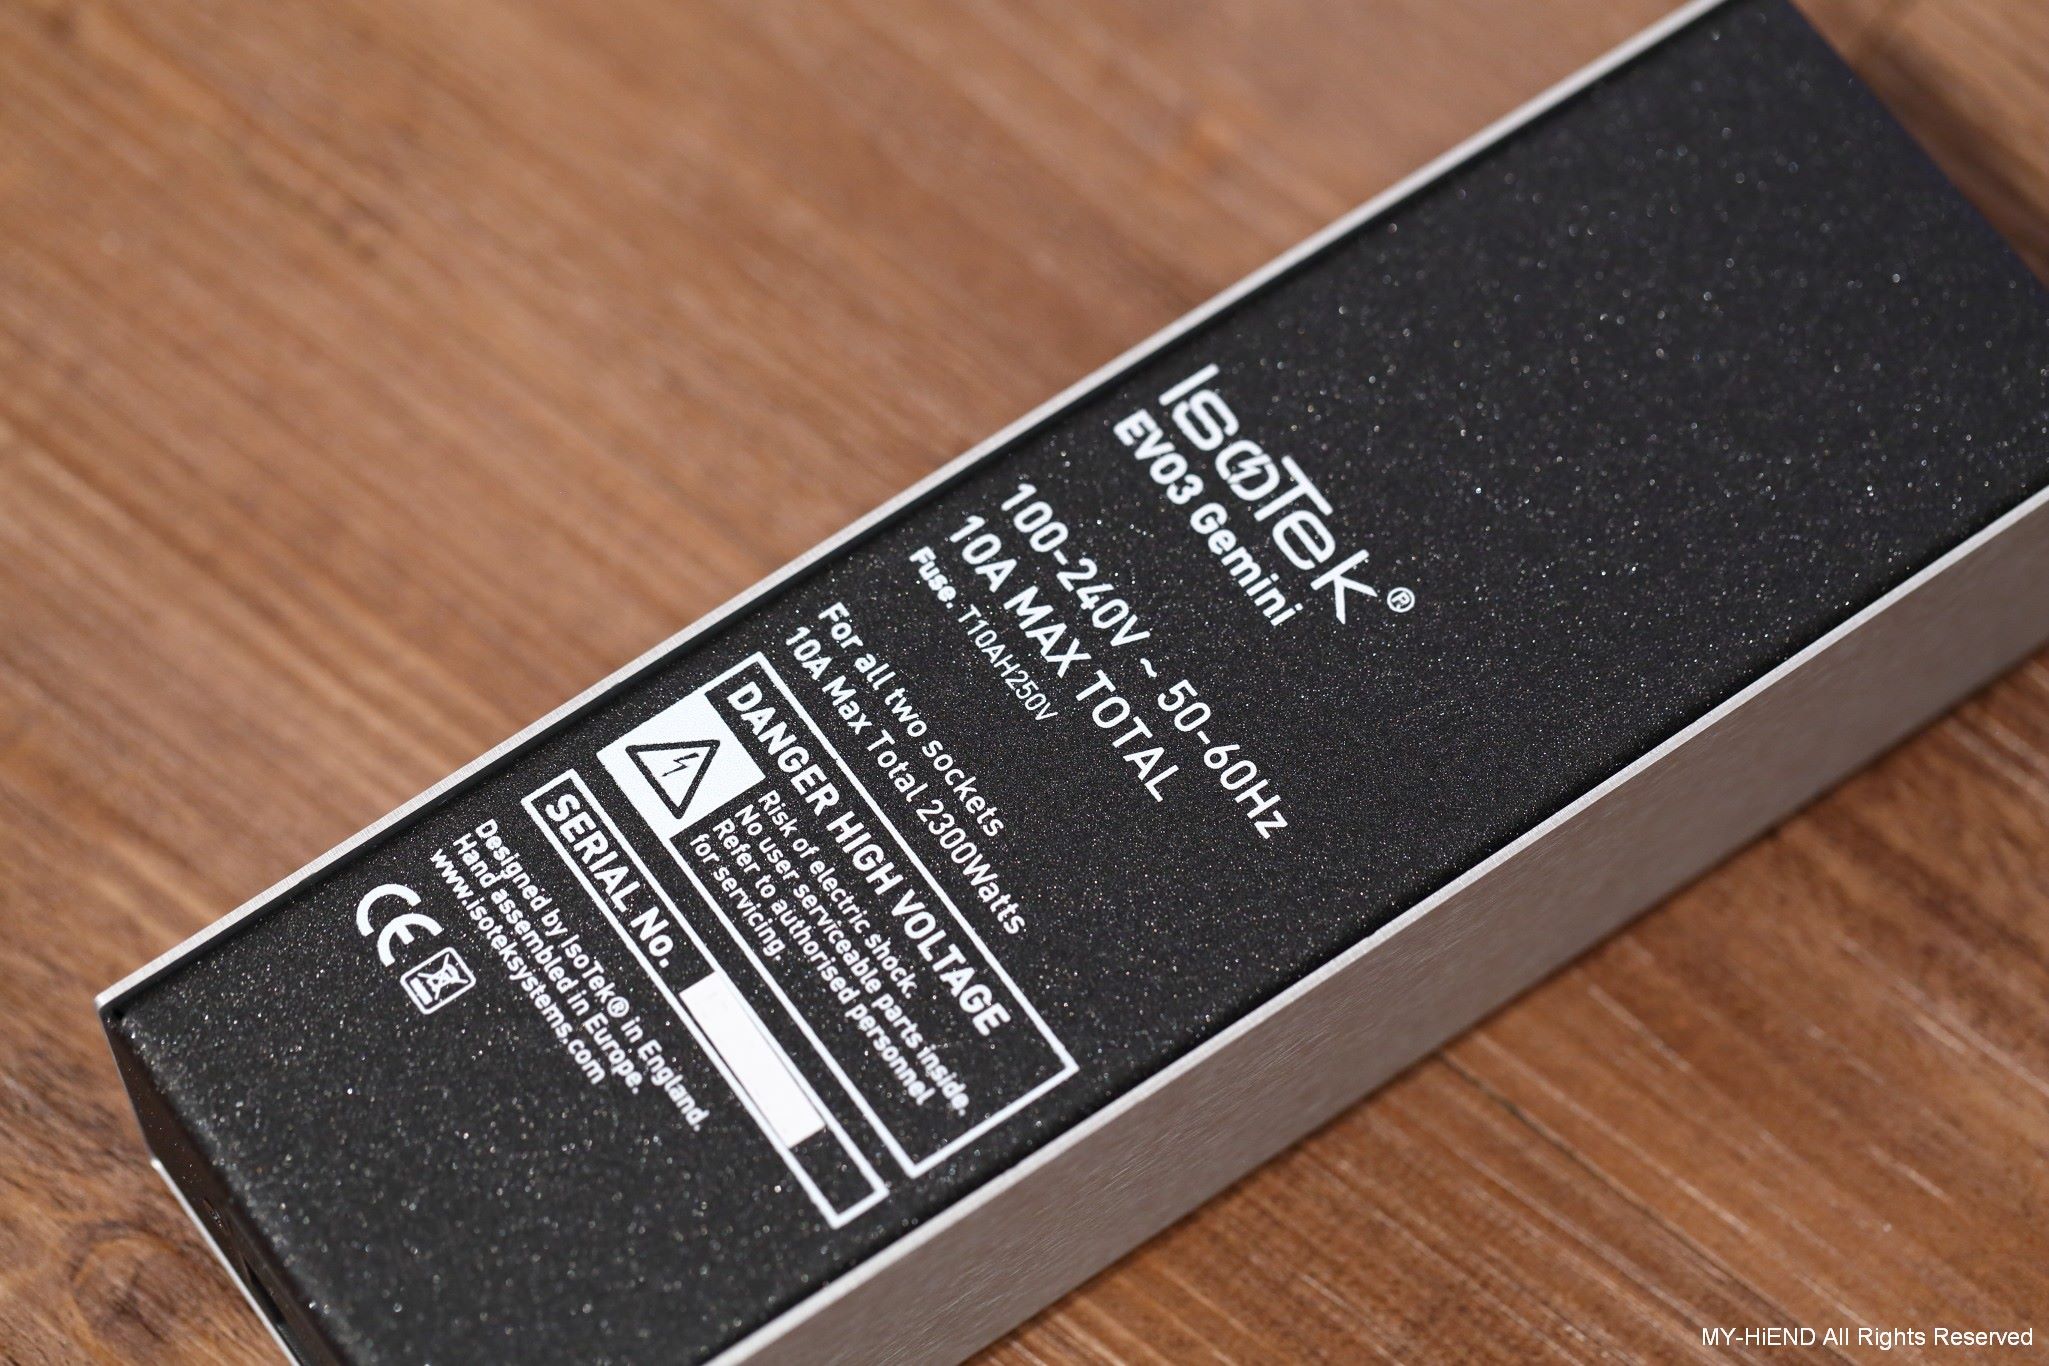 IsoTek®
EVO3 Gemini
100-240V ~ 50-60Hz
10A MAX TOTAL
Fuse. T10AH250V
For all two sockets
10A Max Total 2300Watts
DANGER HIGH VOLTAGE
Risk of electric shock.
No user serviceable parts inside.
Refer to authorised personnel
for servicing.
SERIAL No.
Designed by IsoTek® in England.
Hand assembled in Europe.
www.isoteksystems.com
CE
MY-HiEND All Rights Reserved